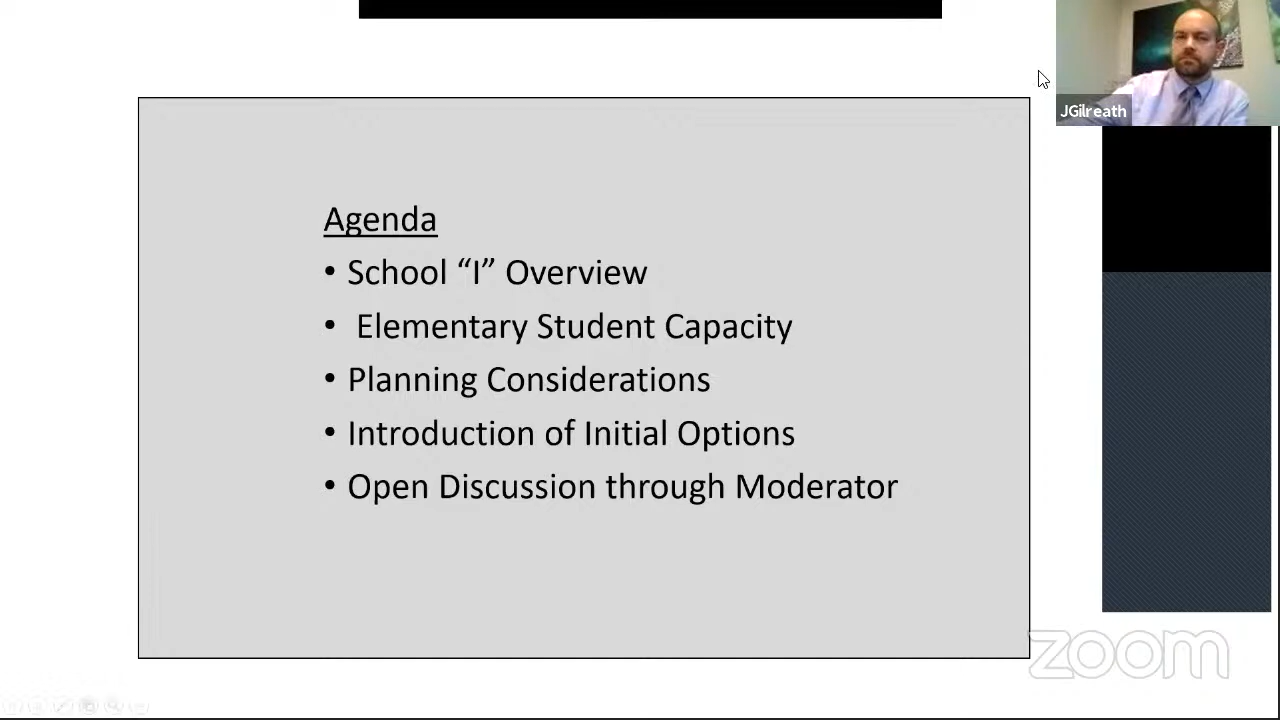 JGilreath
Agenda
• School “I” Overview
• Elementary Student Capacity
• Planning Considerations
• Introduction of Initial Options
• Open Discussion through Moderator
zoom